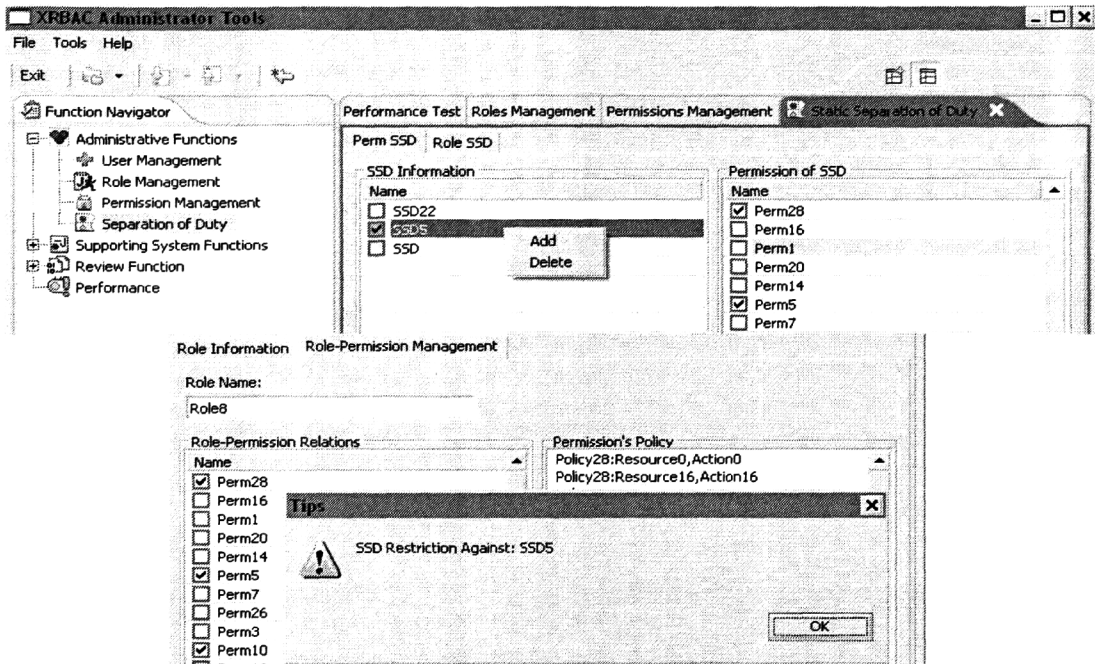 XRBAC Administrator Tools
File Tools Help
Exit
Function Navigator
Administrative Functions
User Management
Role Management
Permission Management
Separation of Duty
Supporting System Functions
Review Function
Performance
Performance Test Roles Management Permissions Management Static Separation of Duty
Perm SSD Role SSD
SSD Information
Name
SSD22
SSD5
SSD
Add
Delete
Permission of SSD
Name
Perm28
Perm16
Perm1
Perm20
Perm14
Perm5
Perm7
Role Information Role-Permission Management
Role Name:
Role8
Role-Permission Relations
Name
Perm28
Perm16
Perm1
Perm20
Perm14
Perm5
Perm7
Perm26
Perm3
Perm10
Permission's Policy
Policy28:Resource0,Action0
Policy28:Resource16,Action16
Tips
SSD Restriction Against: SSD5
OK